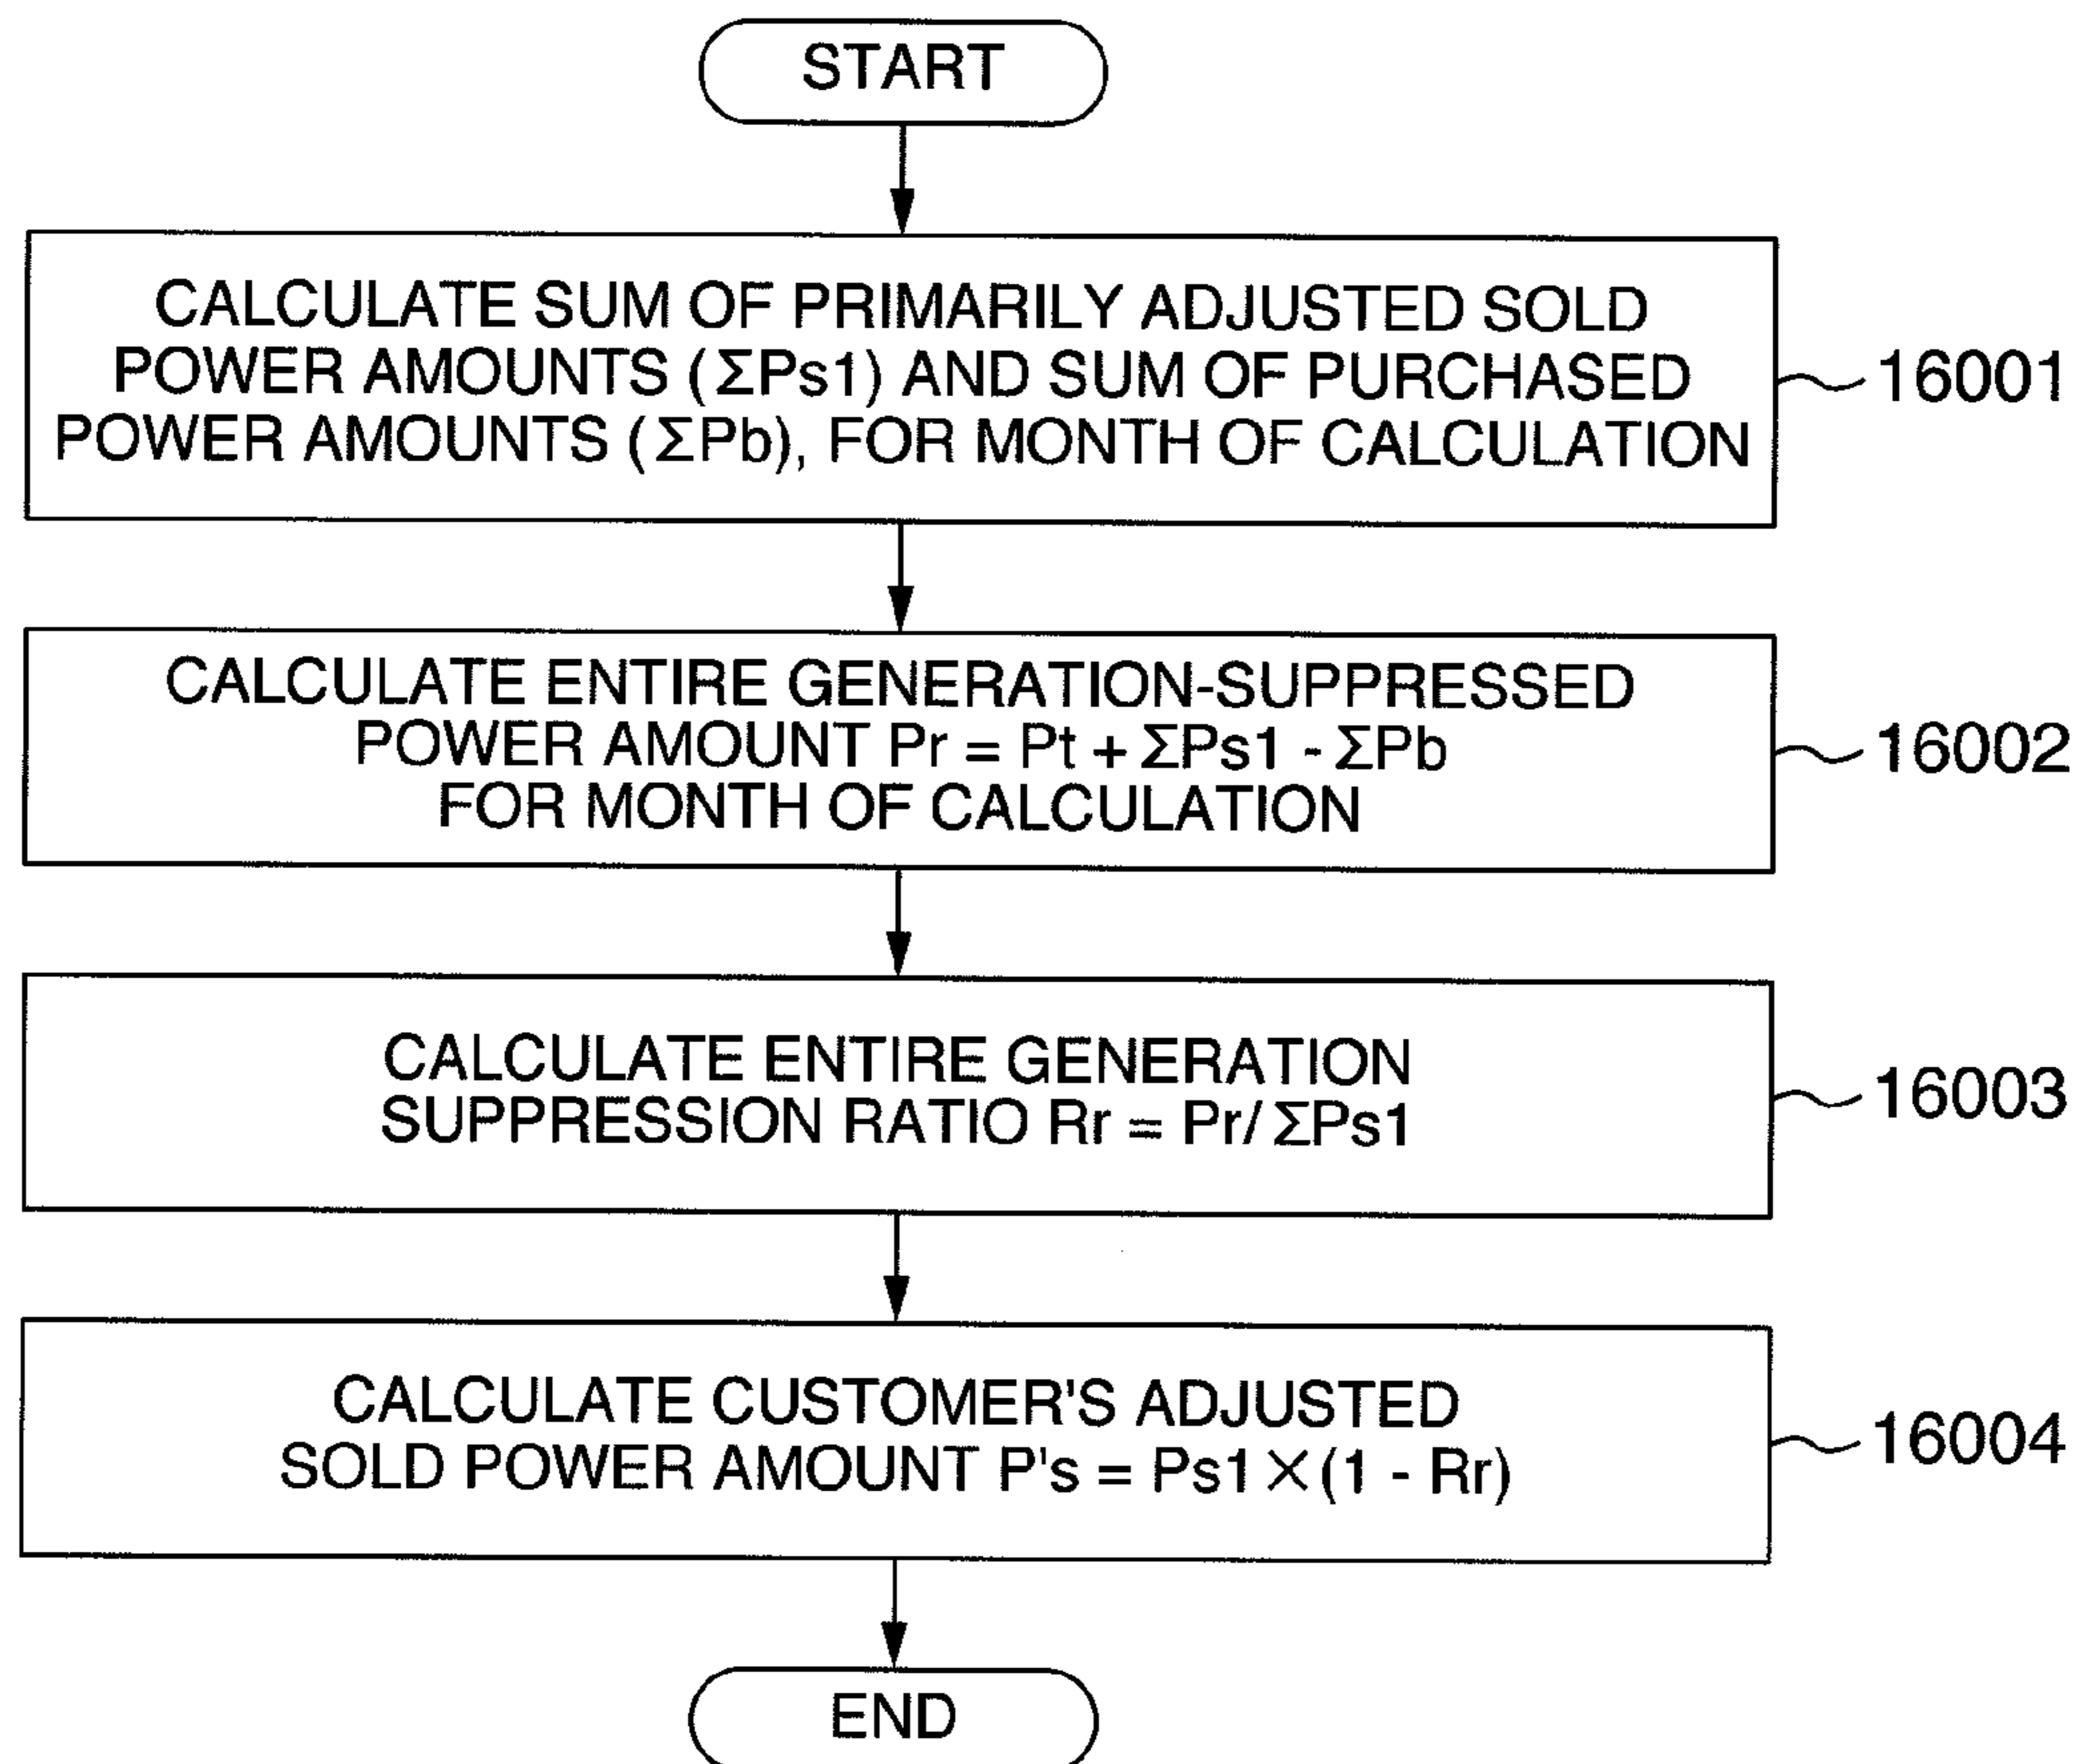 START
CALCULATE SUM OF PRIMARILY ADJUSTED SOLD
POWER AMOUNTS (ΣPs1) AND SUM OF PURCHASED
POWER AMOUNTS (ΣPb), FOR MONTH OF CALCULATION
16001
CALCULATE ENTIRE GENERATION-SUPPRESSED
POWER AMOUNT Pr = Pt + ΣPs1 - ΣPb
FOR MONTH OF CALCULATION
16002
CALCULATE ENTIRE GENERATION
SUPPRESSION RATIO Rr = Pr/ΣPs1
16003
CALCULATE CUSTOMER'S ADJUSTED
SOLD POWER AMOUNT P's = Ps1×(1 - Rr)
16004
END